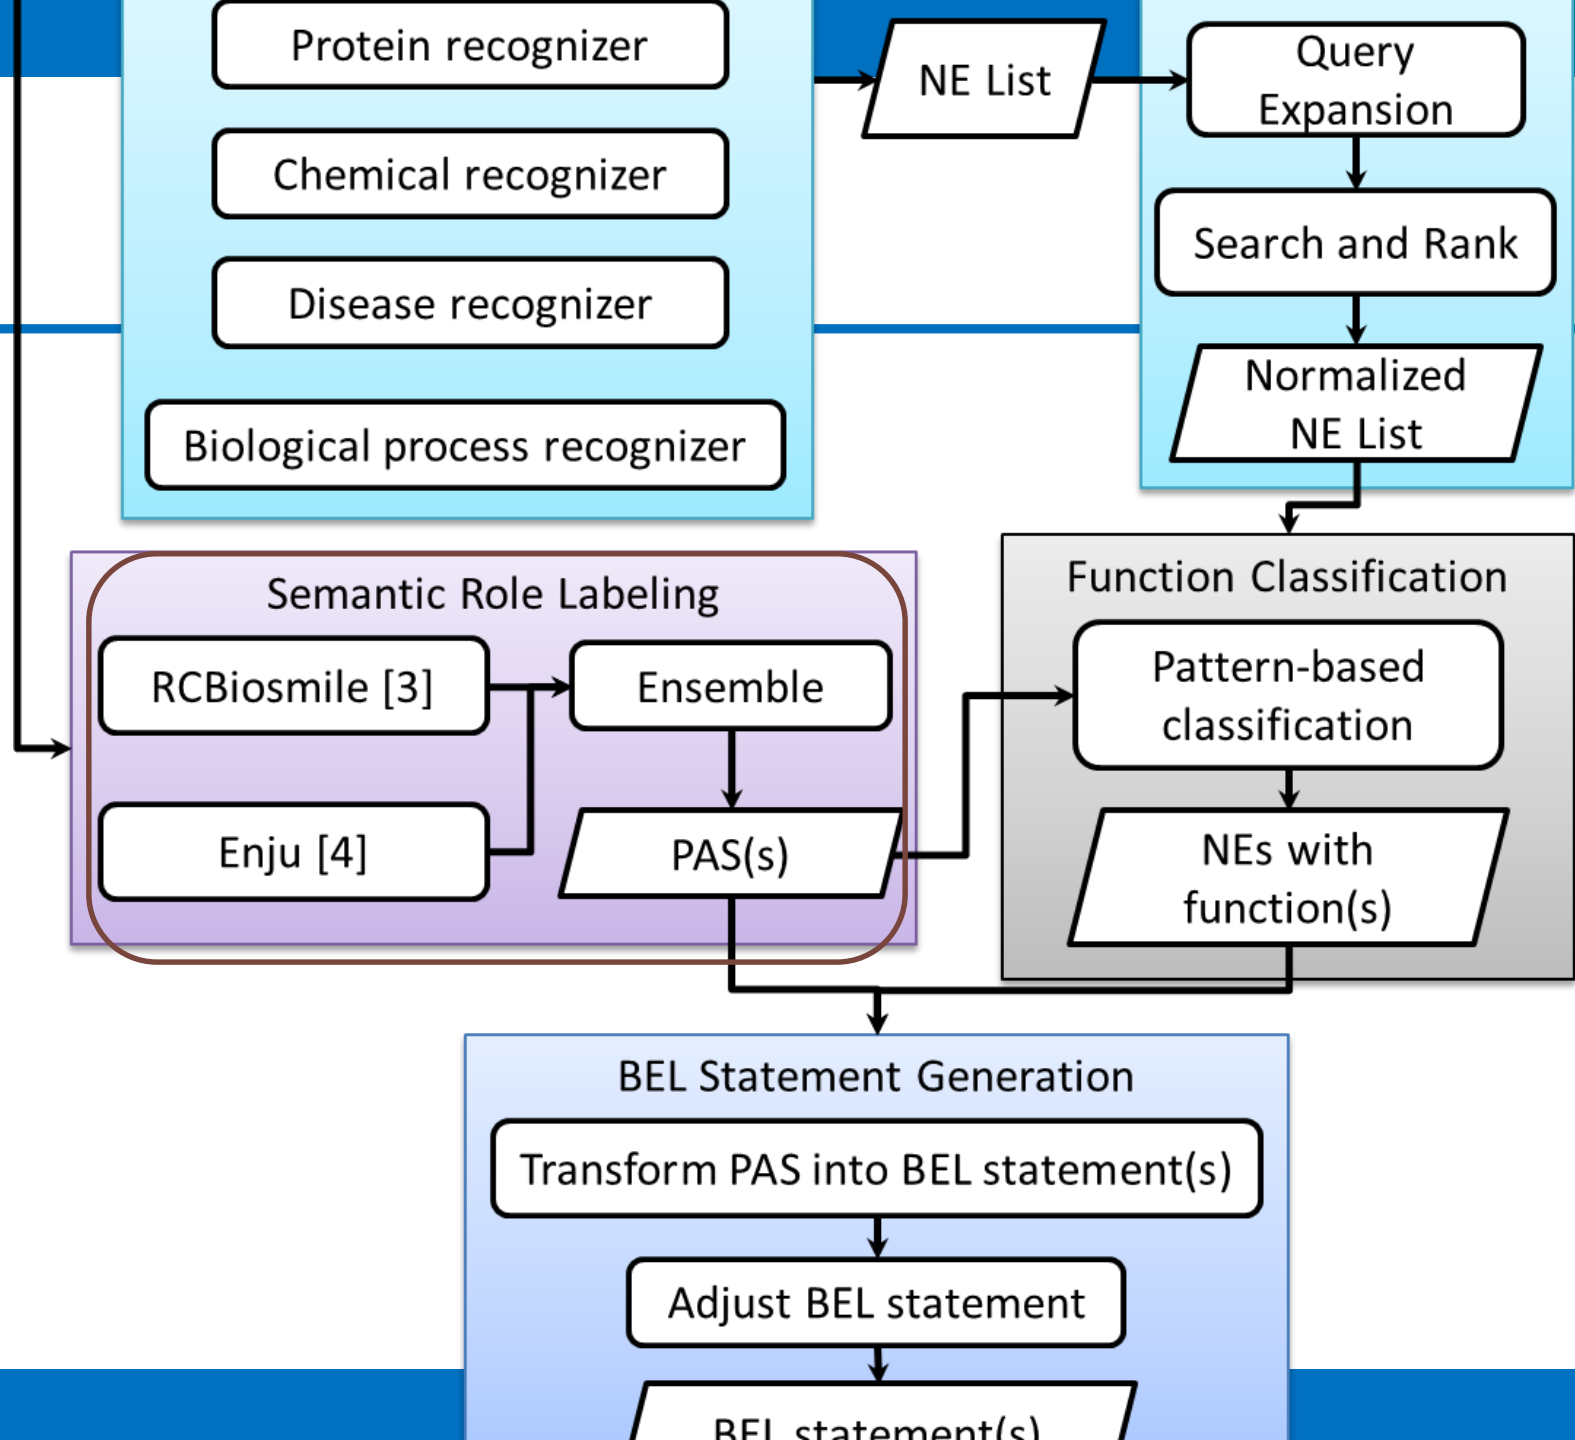 Protein recognizer
Chemical recognizer
Disease recognizer
Biological process recognizer
NE List
Query
Expansion
Search and Rank
Normalized
NE List
Semantic Role Labeling
RCBiosmile [3]
Ensemble
Enju [4]
PAS(s)
Function Classification
Pattern-based
classification
NEs with
function(s)
BEL Statement Generation
Transform PAS into BEL statement(s)
Adjust BEL statement
BEL statement(s)